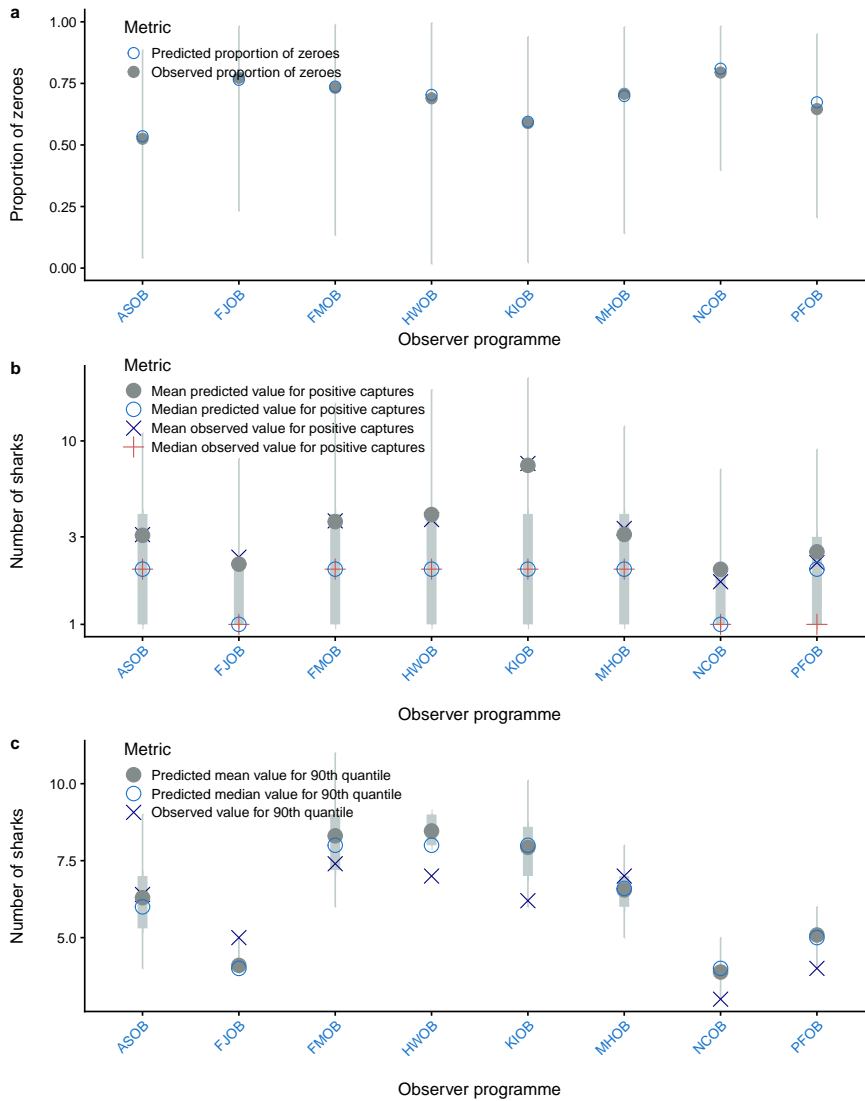 a
Metric
Predicted proportion of zeroes
Observed proportion of zeroes
Proportion of zeroes
1.00
0.75
0.50
0.25
0.00
ASOB
FJOB
FMOB
HWOB
KIOB
MHOB
NCOB
PFOB
Observer programme
b
Metric
Mean predicted value for positive captures
Median predicted value for positive captures
Mean observed value for positive captures
Median observed value for positive captures
Number of sharks
10
3
1
ASOB
FJOB
FMOB
HWOB
KIOB
MHOB
NCOB
PFOB
Observer programme
c
Metric
Predicted mean value for 90th quantile
Predicted median value for 90th quantile
Observed value for 90th quantile
Number of sharks
10.0
7.5
5.0
ASOB
FJOB
FMOB
HWOB
KIOB
MHOB
NCOB
PFOB
Observer programme